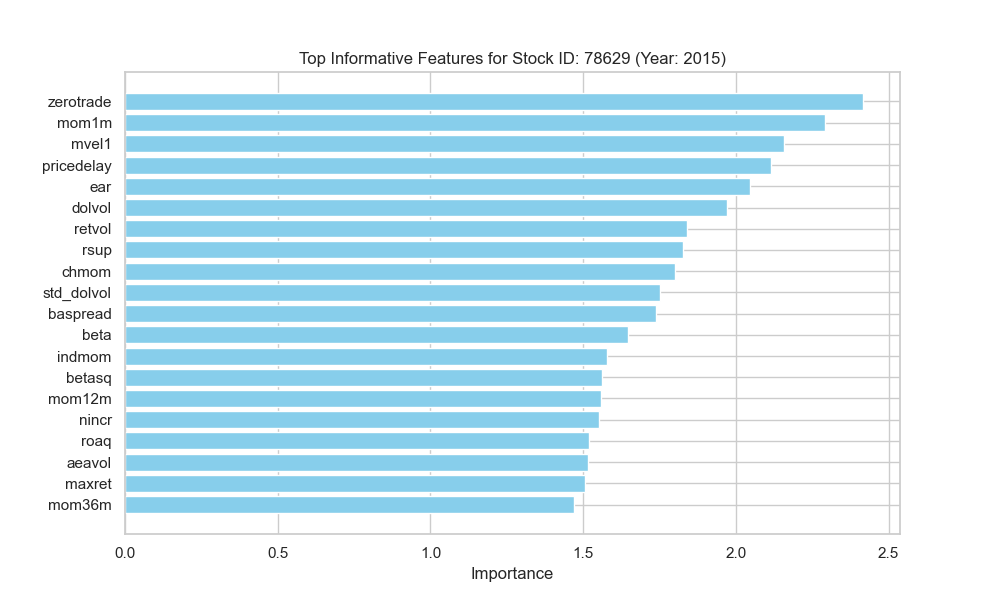 Top Informative Features for Stock ID: 78629 (Year: 2015)
zerotrade
mom1m
mvel1
pricedelay
ear
dolvol
retvol
rsup
chmom
std_dolvol
baspread
beta
indmom
betasq
mom12m
nincr
roaq
aeavol
maxret
mom36m
0.0 0.5 1.0 1.5 2.0 2.5
Importance